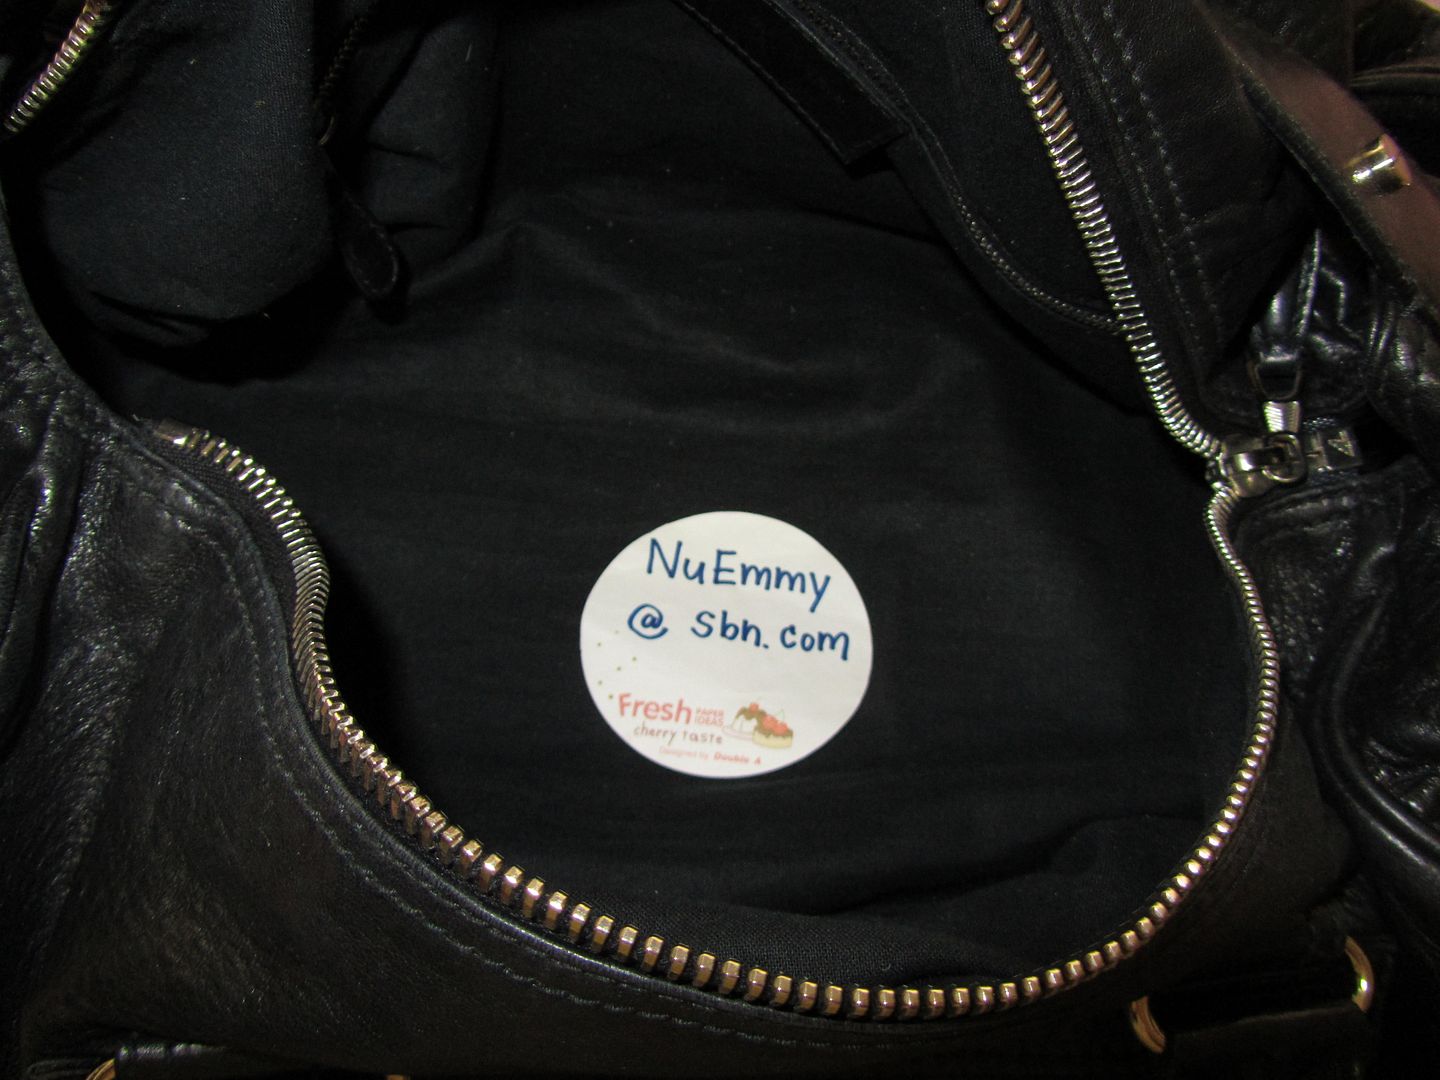 NuEmmy
@ sbn.com
Fresh PAPER IDEAS
cherry taste
Designed by Double A